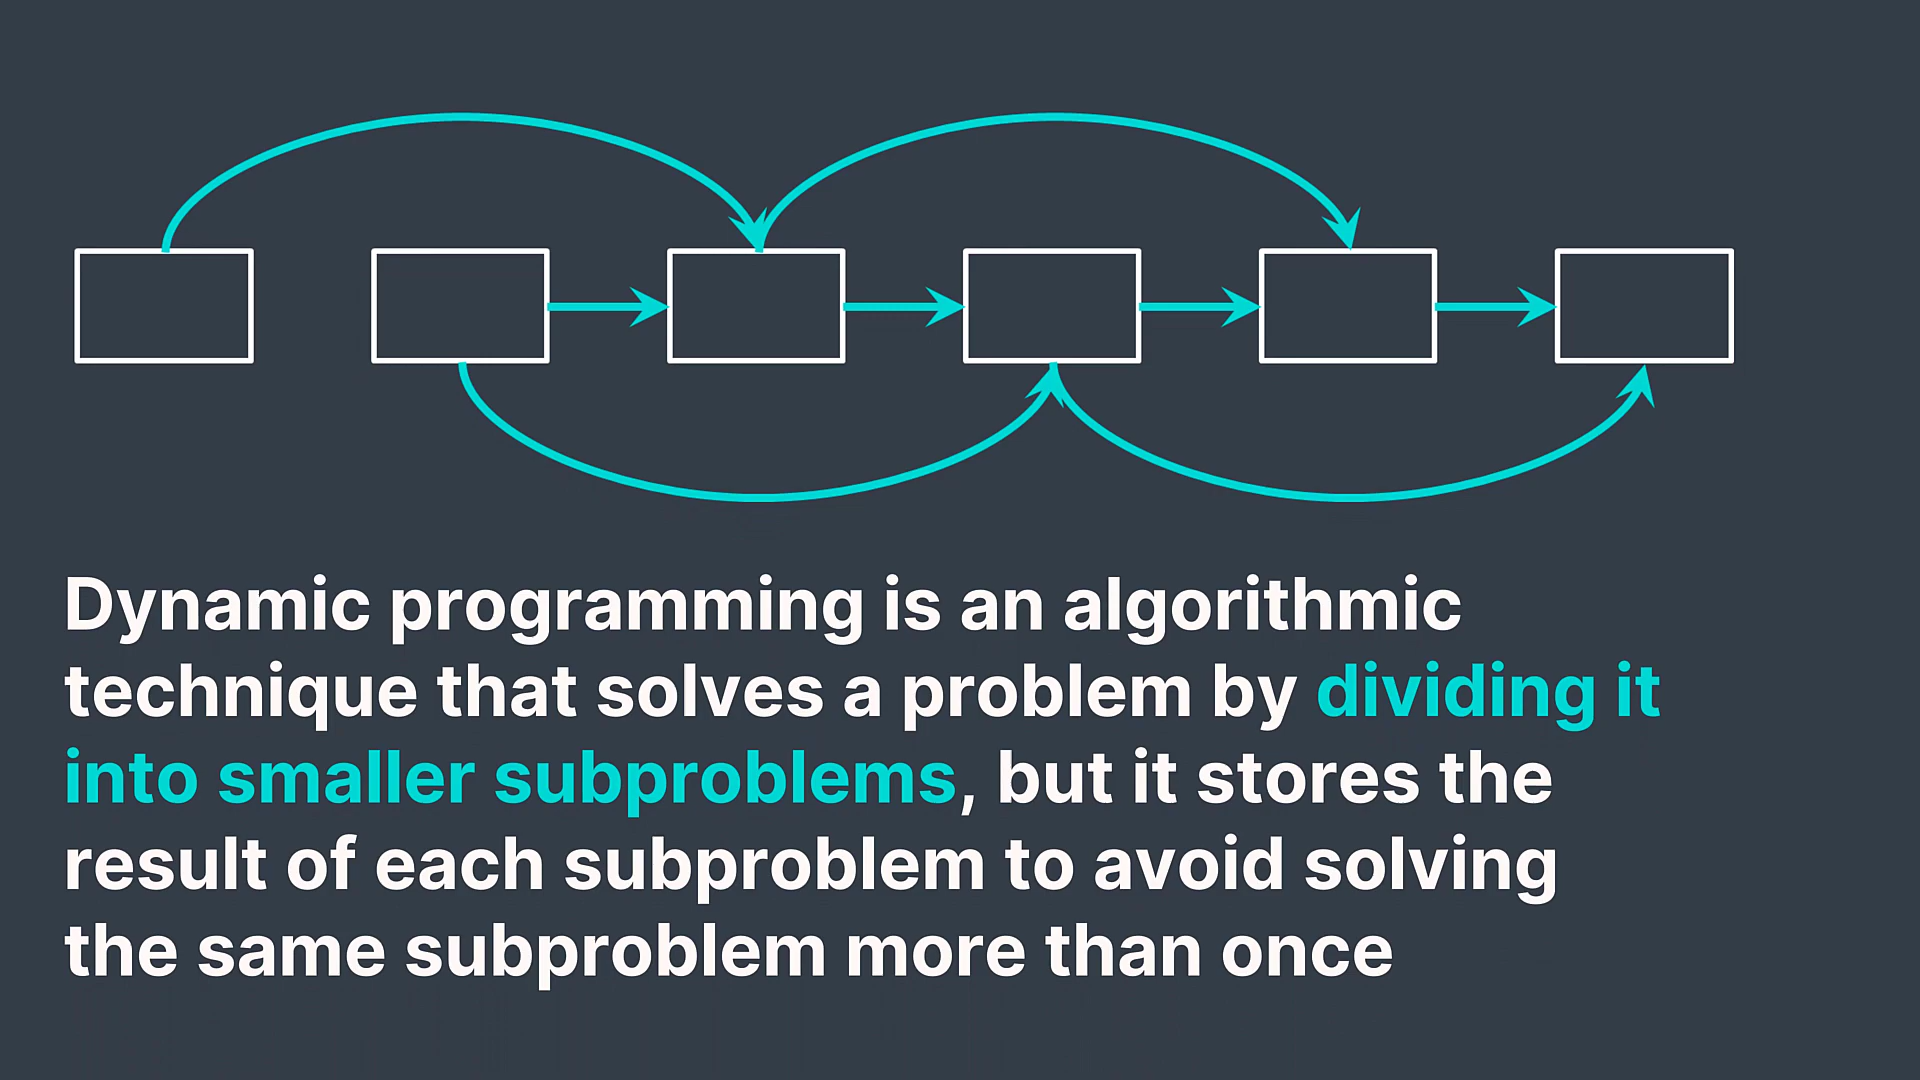 Dynamic programming is an algorithmic
technique that solves a problem by dividing it
into smaller subproblems, but it stores the
result of each subproblem to avoid solving
the same subproblem more than once